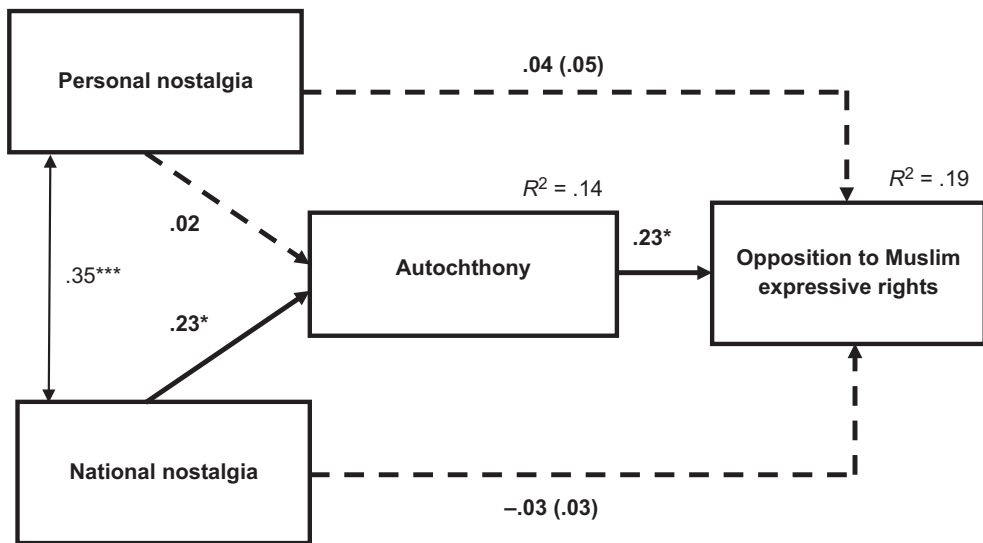 Personal nostalgia
.04 (.05)
R² = .14
R² = .19
.02
.23*
Autochthony
Opposition to Muslim
expressive rights
.35***
.23*
National nostalgia
–.03 (.03)